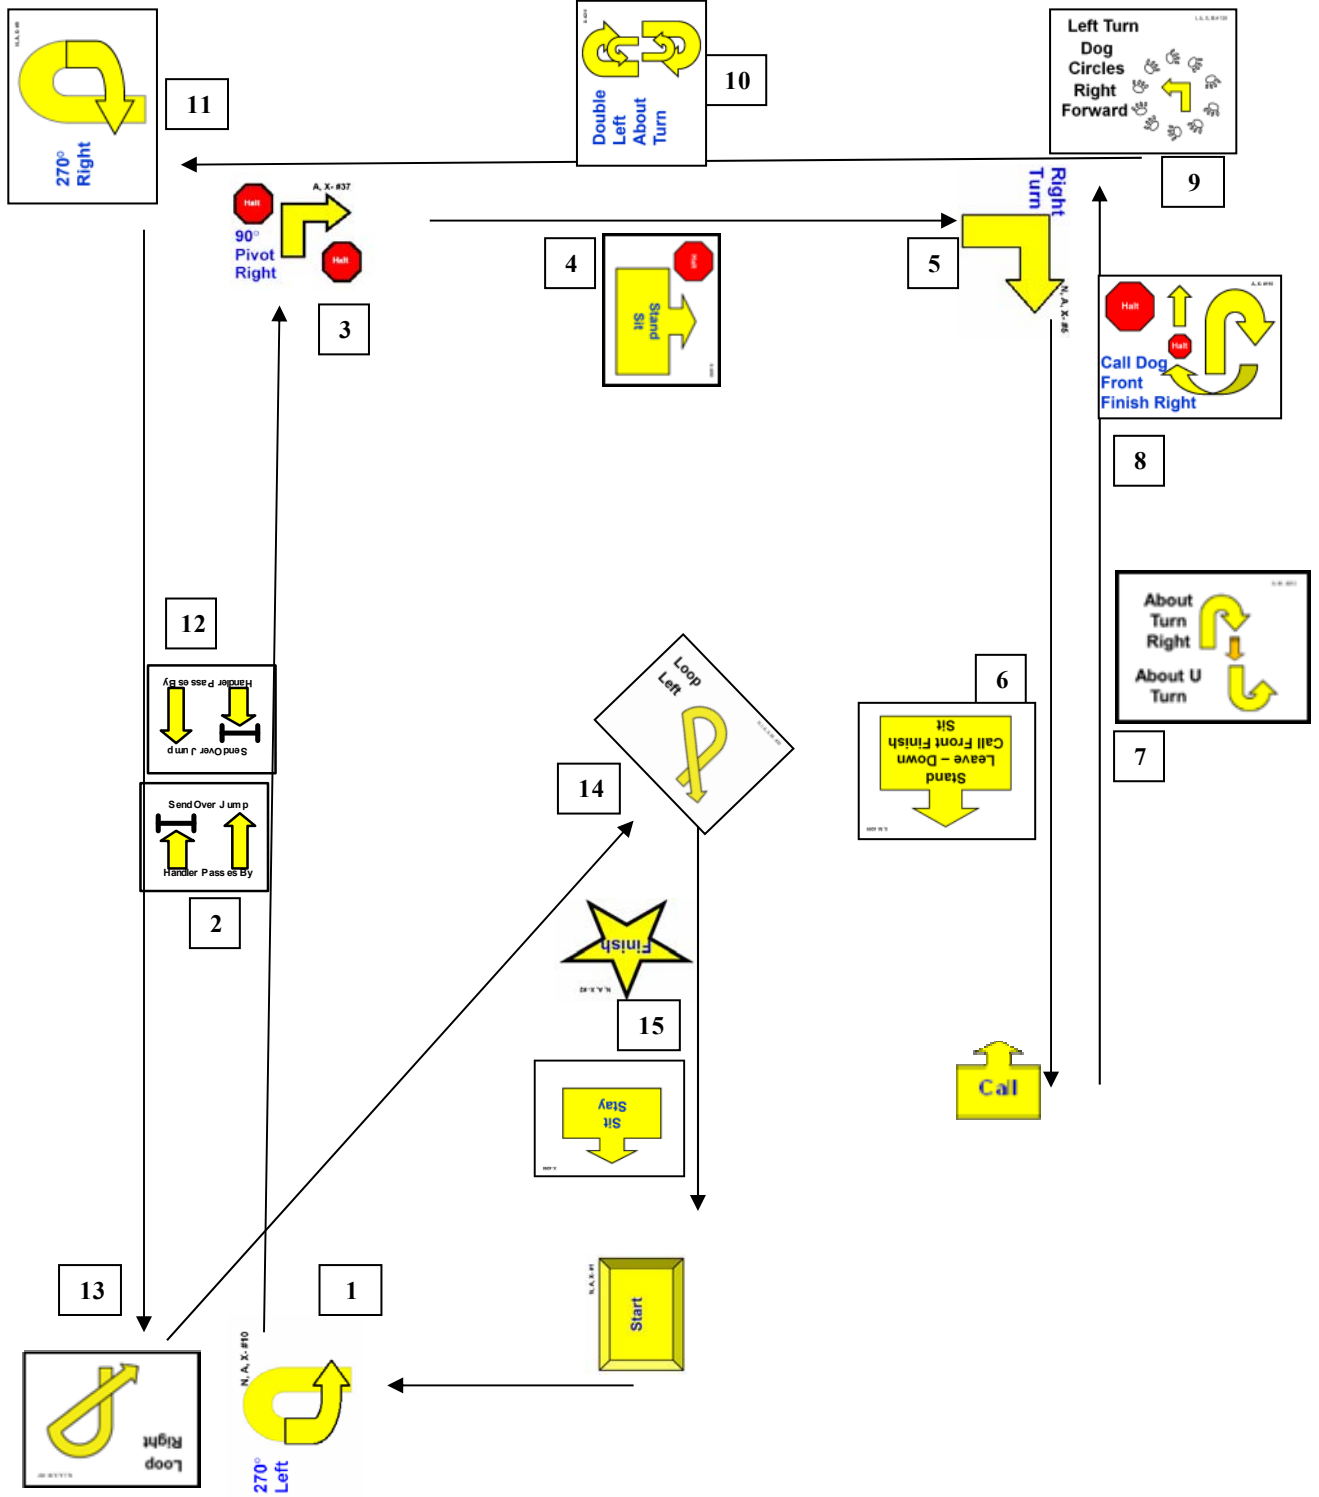 270°
Right
11
Double
Left
About
Turn
10
Left Turn
Dog
Circles
Right
Forward
9
Halt
A, X- #37
90°
Pivot
Right
Halt
3
4
Halt
Stand
Sit
5
Right
Turn
N, A, X- #6
Halt
Halt
Call Dog
Front
Finish Right
8
About
Turn
Right
About U
Turn
7
6
Stand
Leave – Down
Call Front Finish
Sit
12
Send Over Jump
Handler Passes By
Send Over Jump
Handler Passes By
2
Loop
Left
14
Finish
N, A, X- #2
15
Sit
Stay
Call
13
Loop
Right
1
N, A, X- #10
270°
Left
N, A, X- #1
Start